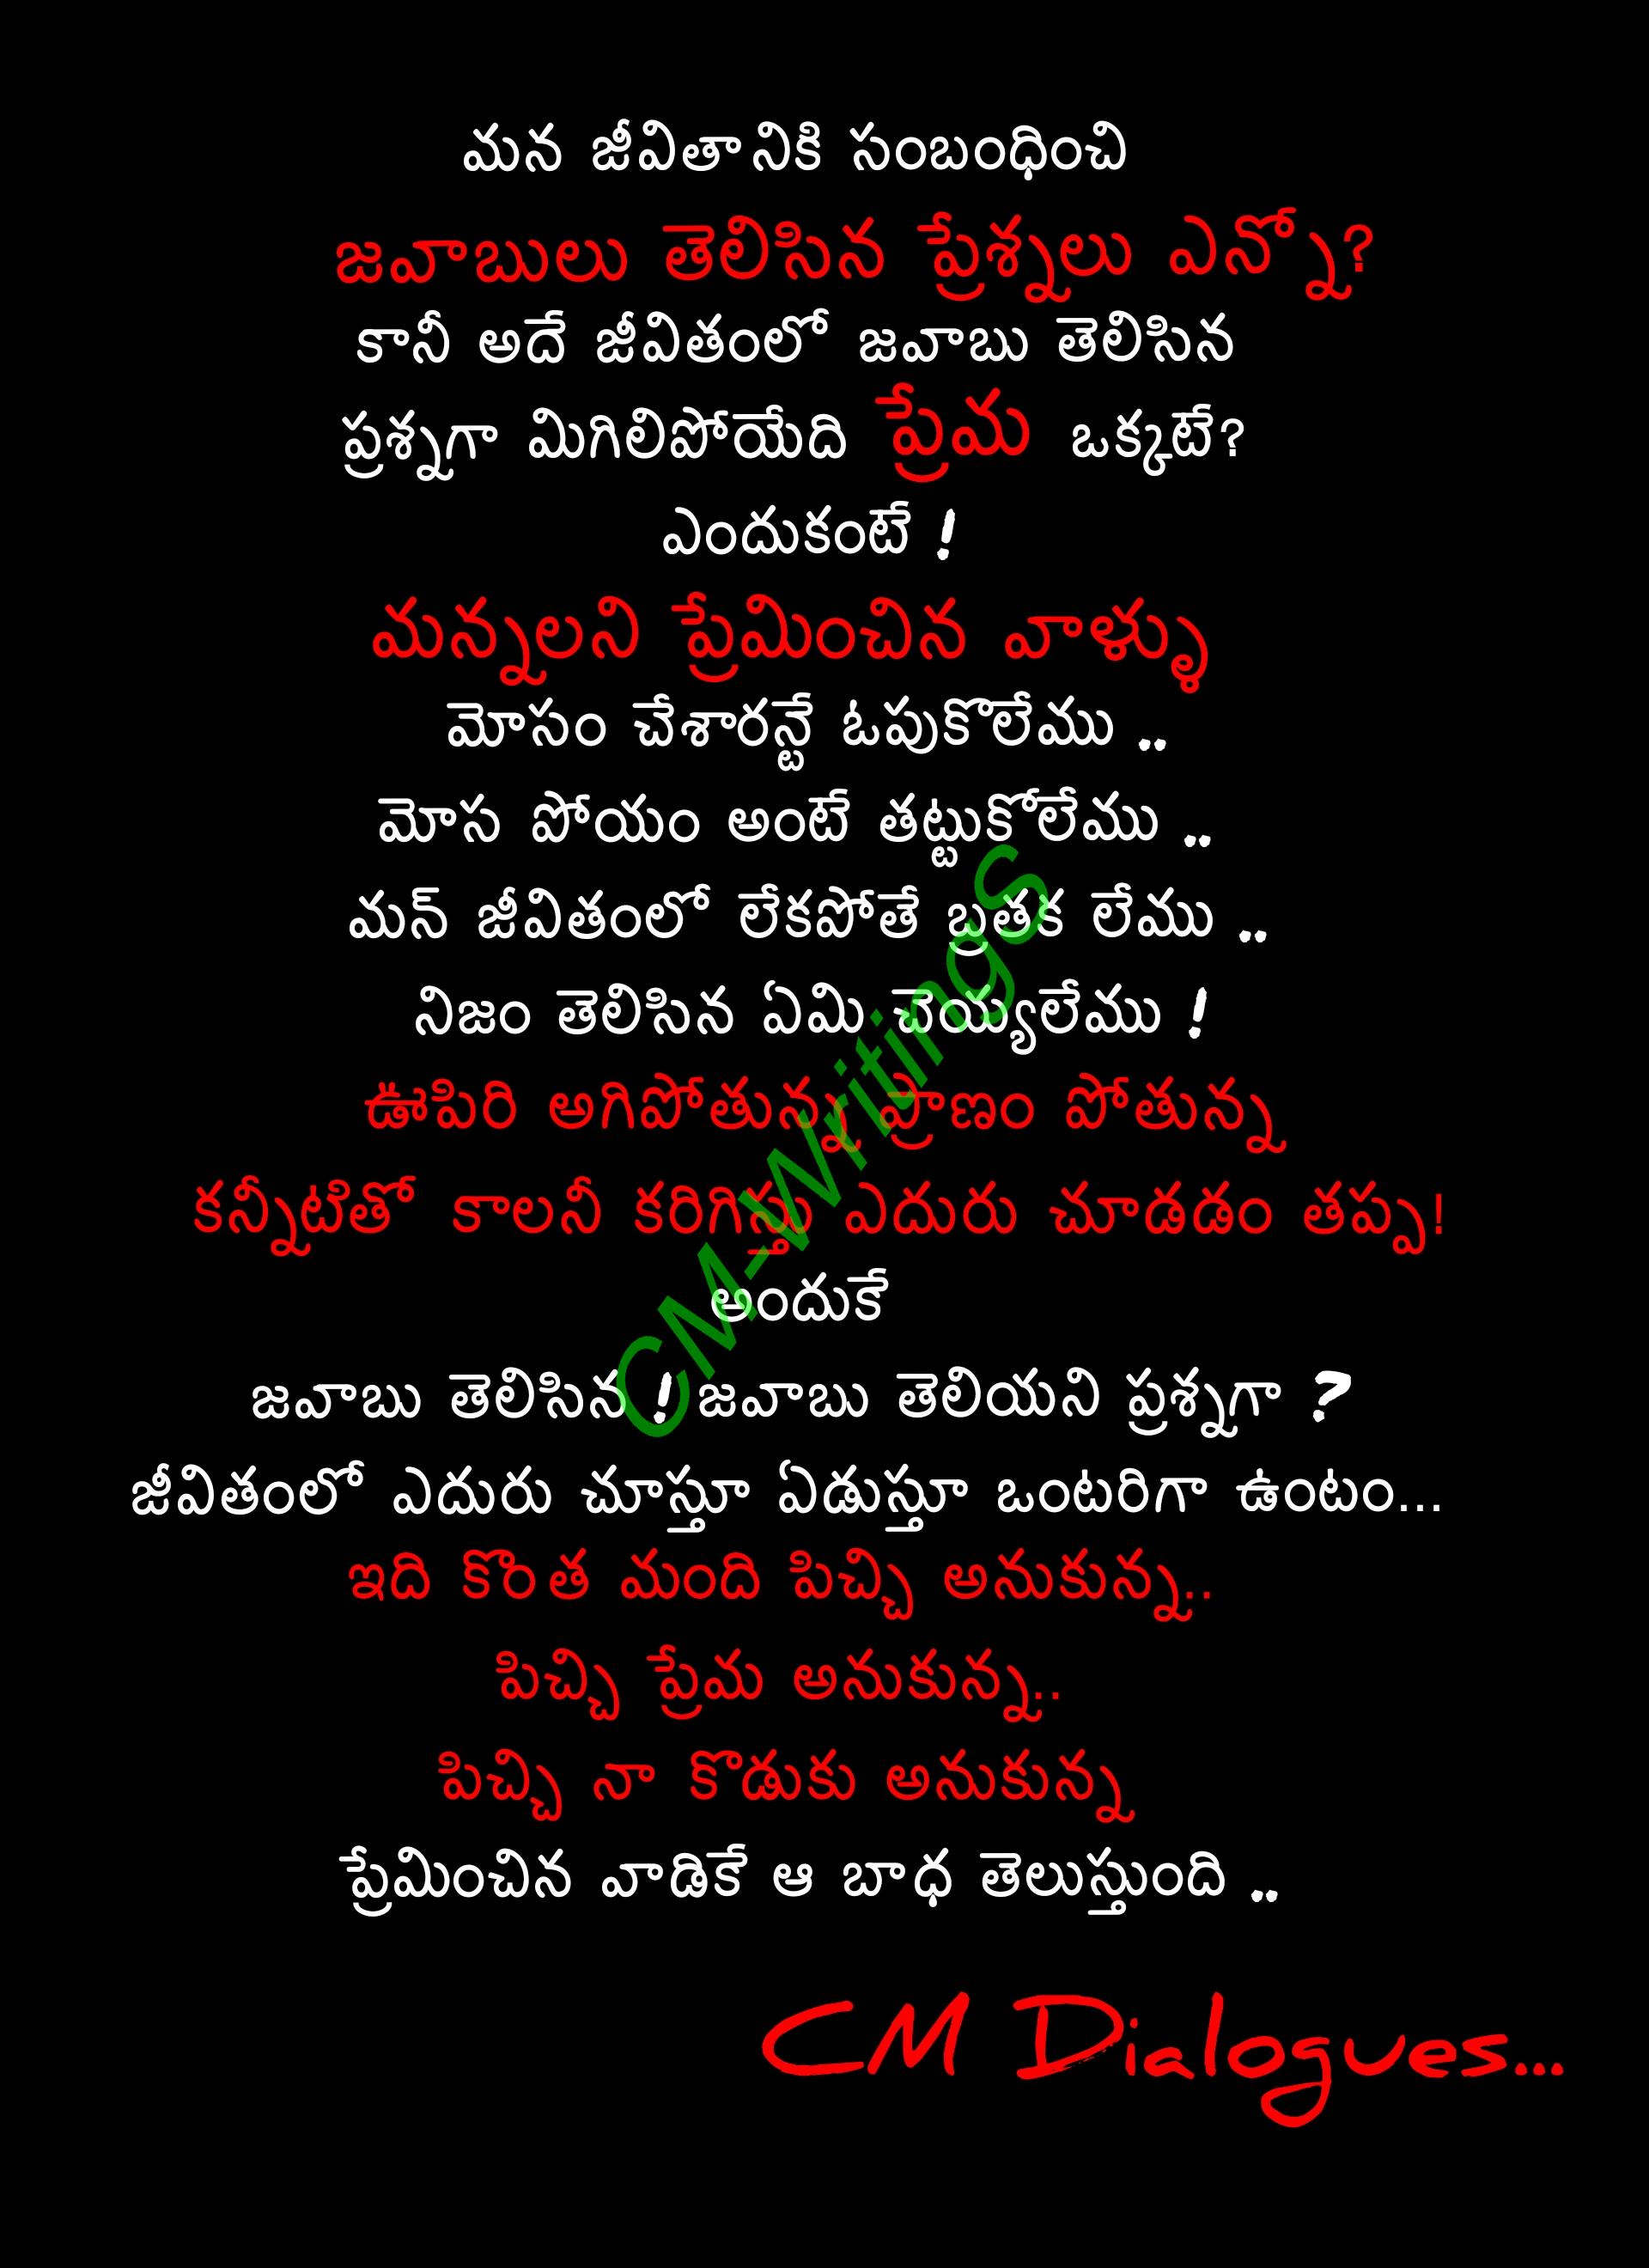 మన జీవితానికి సంబంధించి
జవాబులు తెలిసిన ప్రేశ్నలు ఎన్నో?
కానీ అదే జీవితంలో జవాబు తెలిసిన
ప్రశ్నగా మిగిలిపోయేది ప్రేమ ఒక్కటే?
ఎందుకంటే !
మన్నలని ప్రేమించిన వాళ్ళు
మోసం చేశారన్టే ఓపుకొలేము ..
మోస పోయం అంటే తట్టుకోలేము ..
మన్ జీవితంలో లేకపోతే బ్రతక లేము ..
నిజం తెలిసిన ఏమి చెయ్యలేము !
ఊపిరి అగిపోతున్న ప్రాణం పోతున్న
కన్నీటితో కాలనీ కరిగిస్తు ఎదురు చూడడం తప్ప!
అందుకే
జవాబు తెలిసిన ! జవాబు తెలియని ప్రశ్నగా ?
జీవితంలో ఎదురు చూస్తూ ఏడుస్తూ ఒంటరిగా ఉంటం...
ఇది కొంత మంది పిచ్చి అనుకున్న..
పిచ్చి ప్రేమ అనుకున్న..
పిచ్చి నా కొడుకు అనుకున్న
ప్రేమించిన వాడికే ఆ బాధ తెలుస్తుంది ..
CM Dialogues...
CM-Writings